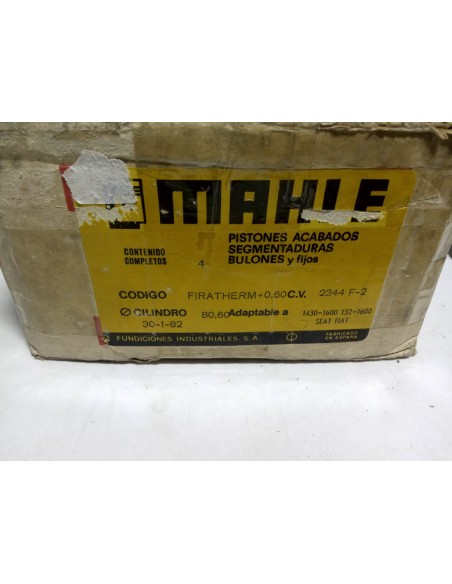 MAHLE
PISTONES ACABADOS
SEGMENTADURAS
BULONES y fijos
CONTENIDO
COMPLETOS 4
CODIGO FIRATHERM+0,60 C.V. 2344 F-2
Ø CILINDRO 80,60 Adaptable a 1430-1600 132-1600
30-1-82 SEAT FIAT
FUNDICIONES INDUSTRIALES, S.A. FABRICADO
EN ESPAÑA